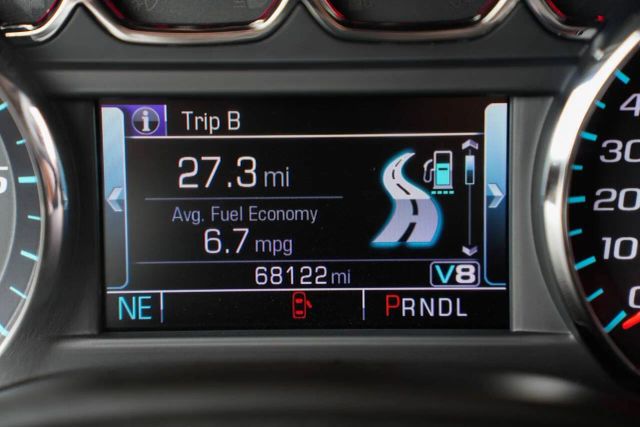 Trip B
27.3 mi
Avg. Fuel Economy
6.7 mpg
68122 mi V8
NE PRNDL
4
30
20
10
0